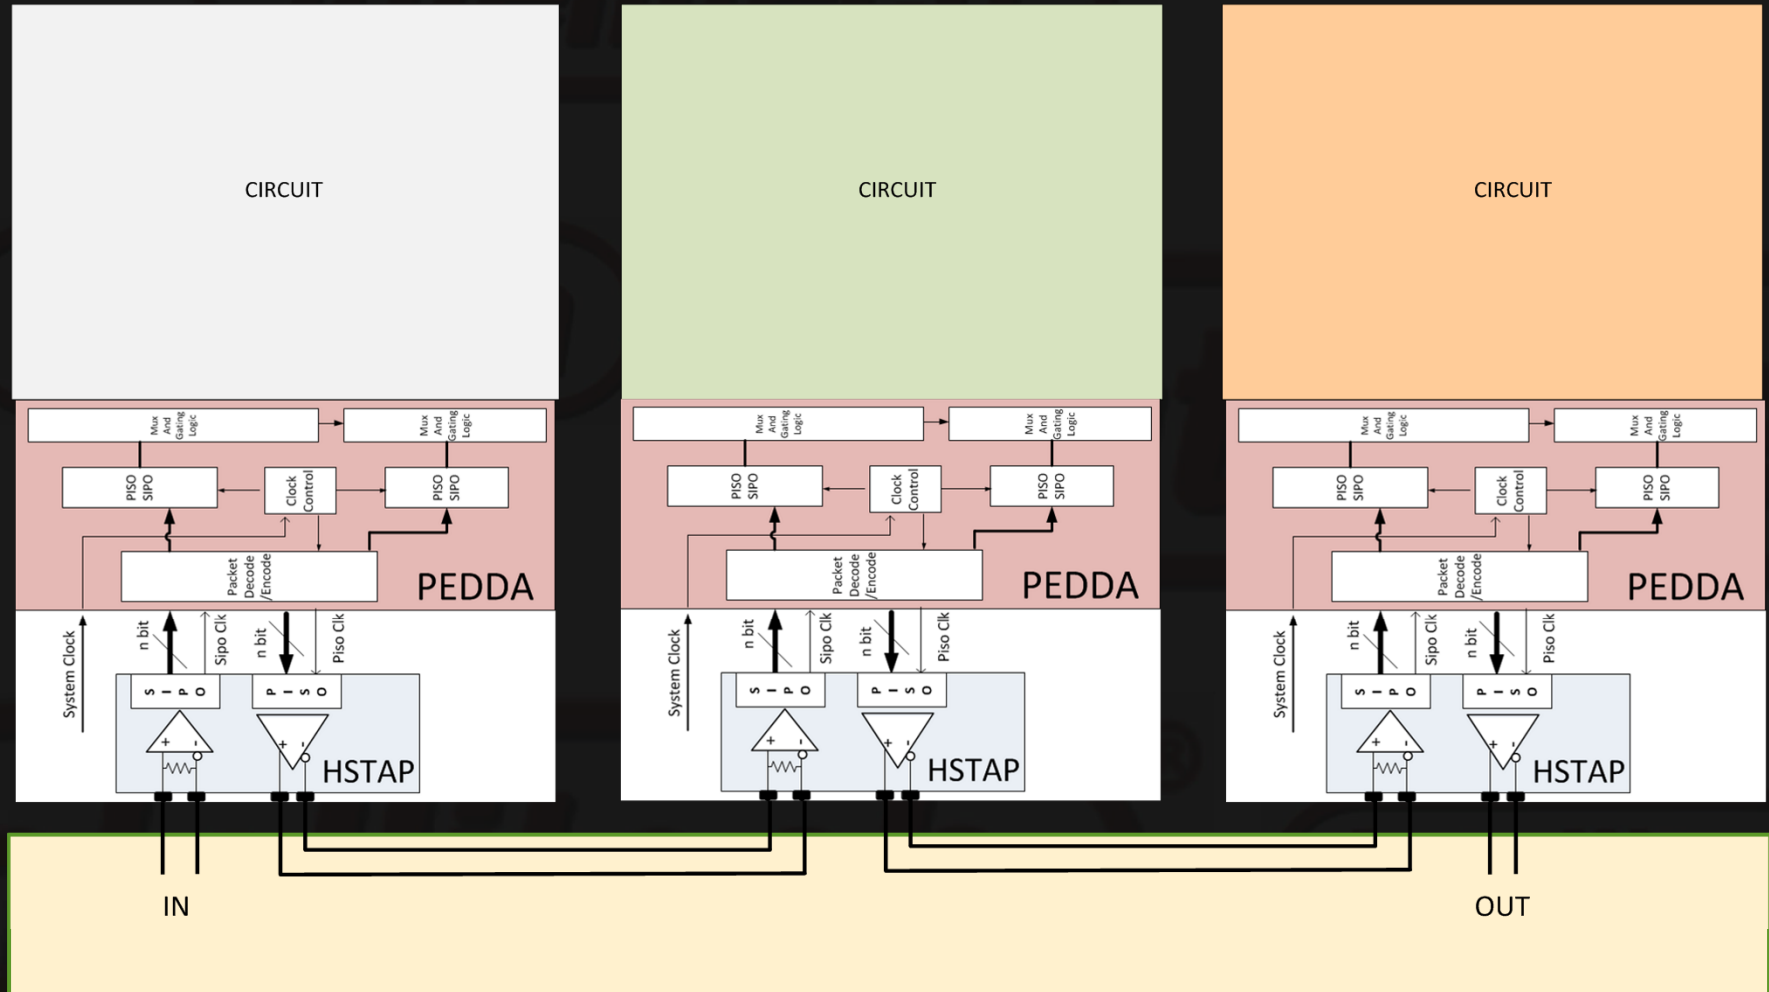 CIRCUIT
CIRCUIT
CIRCUIT
Mux
And
Gating
Logic
Mux
And
Gating
Logic
PISO
SIPO
Clock
Control
PISO
SIPO
Packet
Decode
/Encode
PEDDA
System Clock
n bit
Sipo Clk
n bit
Piso Clk
S I P O
P I S O
+ -
+ -
HSTAP
Mux
And
Gating
Logic
Mux
And
Gating
Logic
PISO
SIPO
Clock
Control
PISO
SIPO
Packet
Decode
/Encode
PEDDA
System Clock
n bit
Sipo Clk
n bit
Piso Clk
S I P O
P I S O
+ -
+ -
HSTAP
Mux
And
Gating
Logic
Mux
And
Gating
Logic
PISO
SIPO
Clock
Control
PISO
SIPO
Packet
Decode
/Encode
PEDDA
System Clock
n bit
Sipo Clk
n bit
Piso Clk
S I P O
P I S O
+ -
+ -
HSTAP
IN
OUT